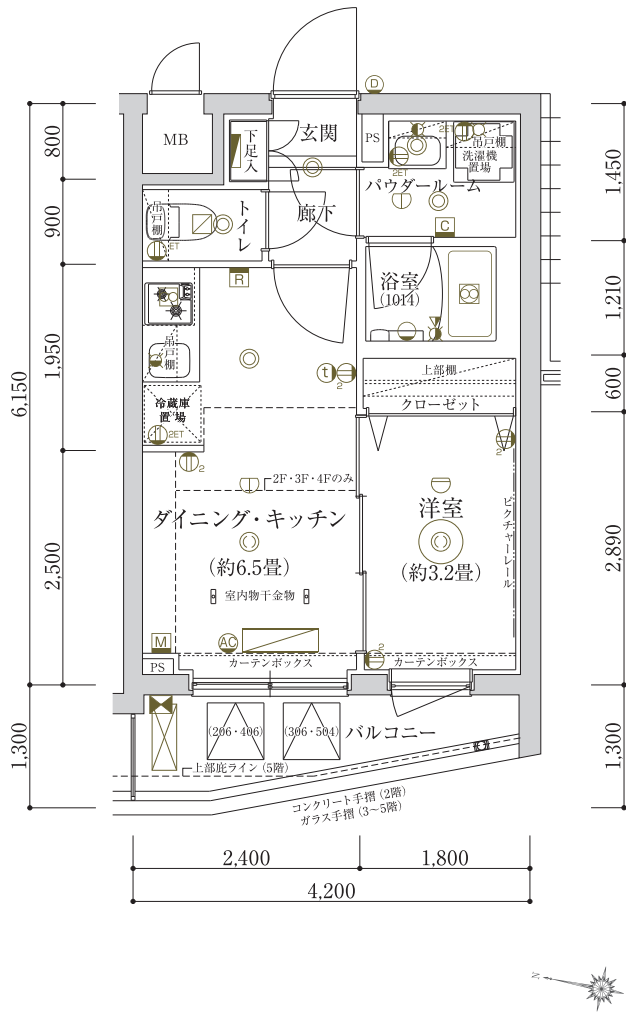 D
MB
下足入
玄関
PS
2ET
吊戸棚
洗濯機
置場
2ET
パウダールーム
吊戸棚
ET
トイレ
廊下
C
R
浴室
(1014)
吊戸棚
t
2
上部棚
クローゼット
冷蔵庫
置場
2ET
2
2
2F・3F・4Fのみ
ダイニング・キッチン
(約6.5畳)
洋室
(約3.2畳)
ピクチャーレール
室内物干金物
M
AC
2
PS
カーテンボックス
カーテンボックス
(206・406)
(306・504)
バルコニー
上部庇ライン (5階)
コンクリート手摺 (2階)
ガラス手摺 (3〜5階)
800
900
1,950
2,500
6,150
1,300
1,450
1,210
600
2,890
1,300
2,400
1,800
4,200
N